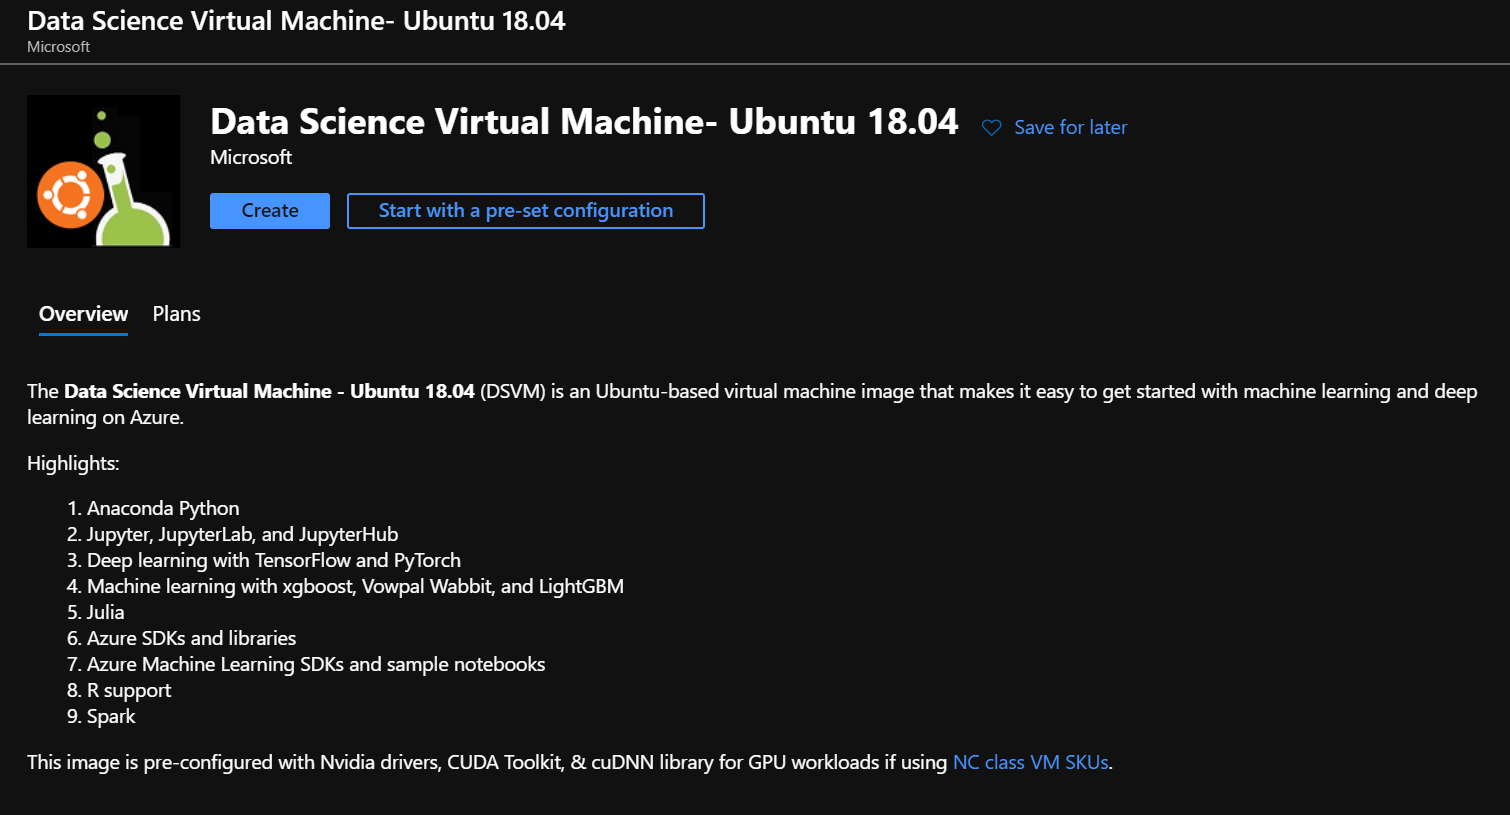 Data Science Virtual Machine- Ubuntu 18.04
Microsoft
Data Science Virtual Machine- Ubuntu 18.04
Save for later
Microsoft
Create
Start with a pre-set configuration
Overview
Plans
The Data Science Virtual Machine - Ubuntu 18.04 (DSVM) is an Ubuntu-based virtual machine image that makes it easy to get started with machine learning and deep
learning on Azure.
Highlights:
1. Anaconda Python
2. Jupyter, JupyterLab, and JupyterHub
3. Deep learning with TensorFlow and PyTorch
4. Machine learning with xgboost, Vowpal Wabbit, and LightGBM
5. Julia
6. Azure SDKs and libraries
7. Azure Machine Learning SDKs and sample notebooks
8. R support
9. Spark
This image is pre-configured with Nvidia drivers, CUDA Toolkit, & cuDNN library for GPU workloads if using NC class VM SKUs.